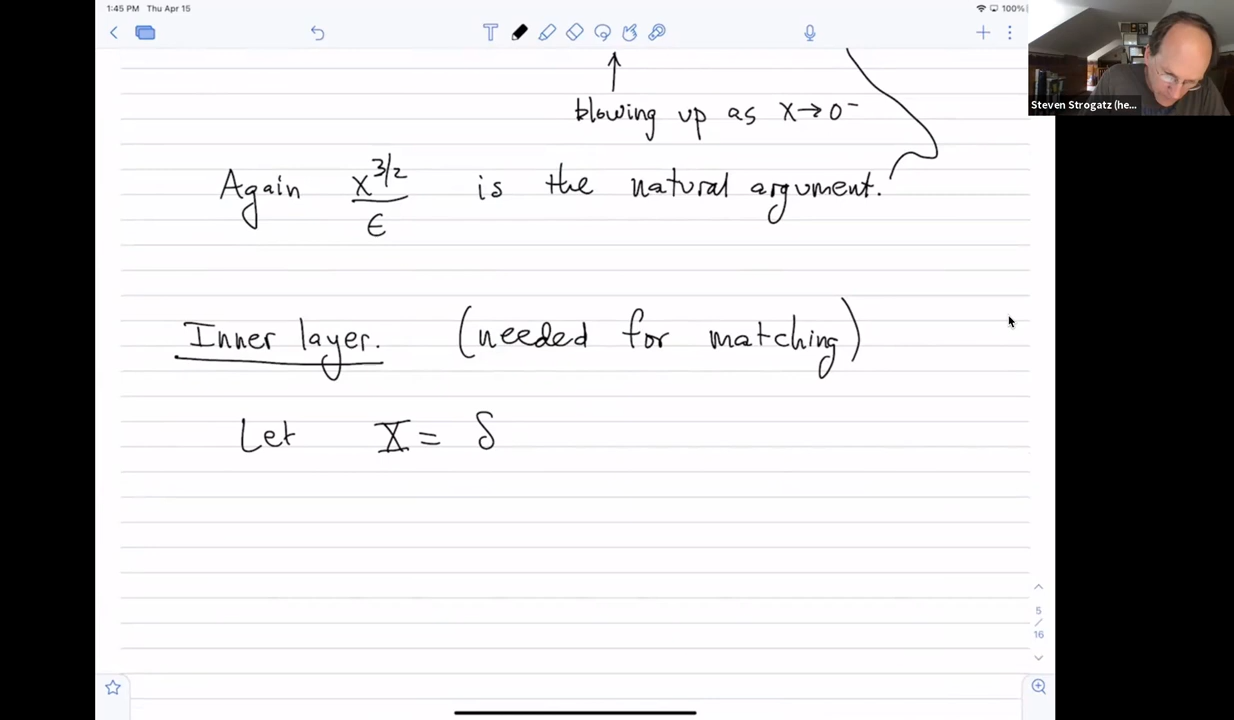 1:45 PM Thu Apr 15
100%
blowing up as x→0⁻
Again x^{3/2}/ϵ is the natural argument.
Inner layer. (needed for matching)
Let X = δ
Steven Strogatz (he...
5
/
16